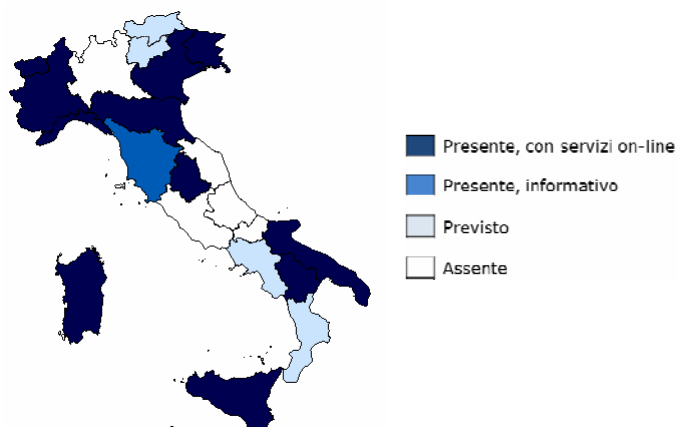 Presente, con servizi on-line
Presente, informativo
Previsto
Assente